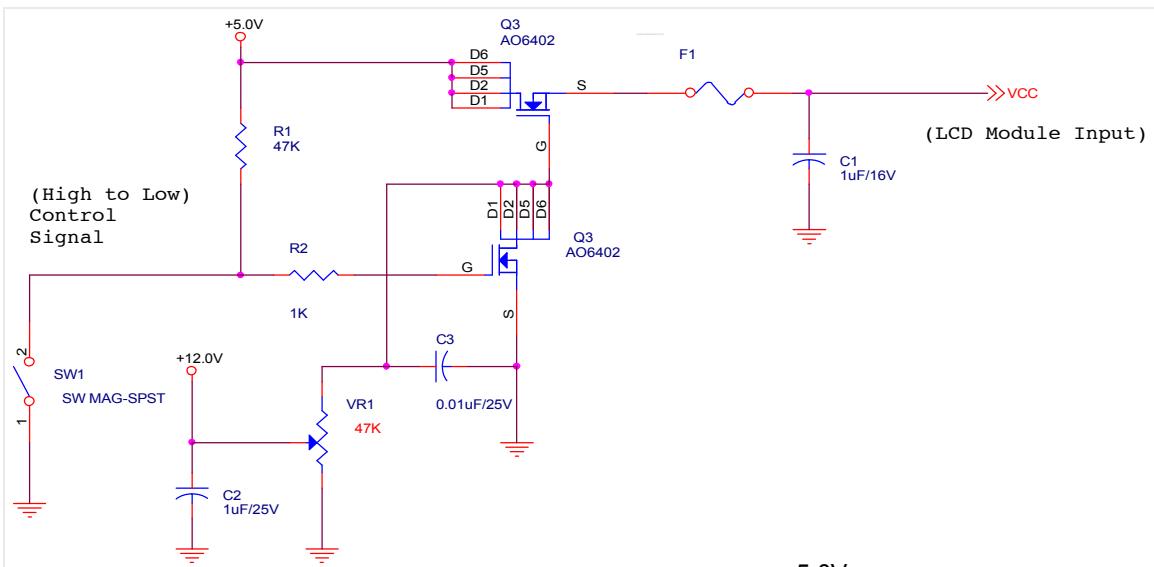 +5.0V
Q3
AO6402
D6
D5
D2
D1
S
G
F1
VCC
(LCD Module Input)
R1
47K
C1
1uF/16V
(High to Low)
Control
Signal
D1
D2
D5
D6
Q3
AO6402
R2
1K
G
S
C3
0.01uF/25V
+12.0V
2
SW1
SW MAG-SPST
1
VR1
47K
C2
1uF/25V